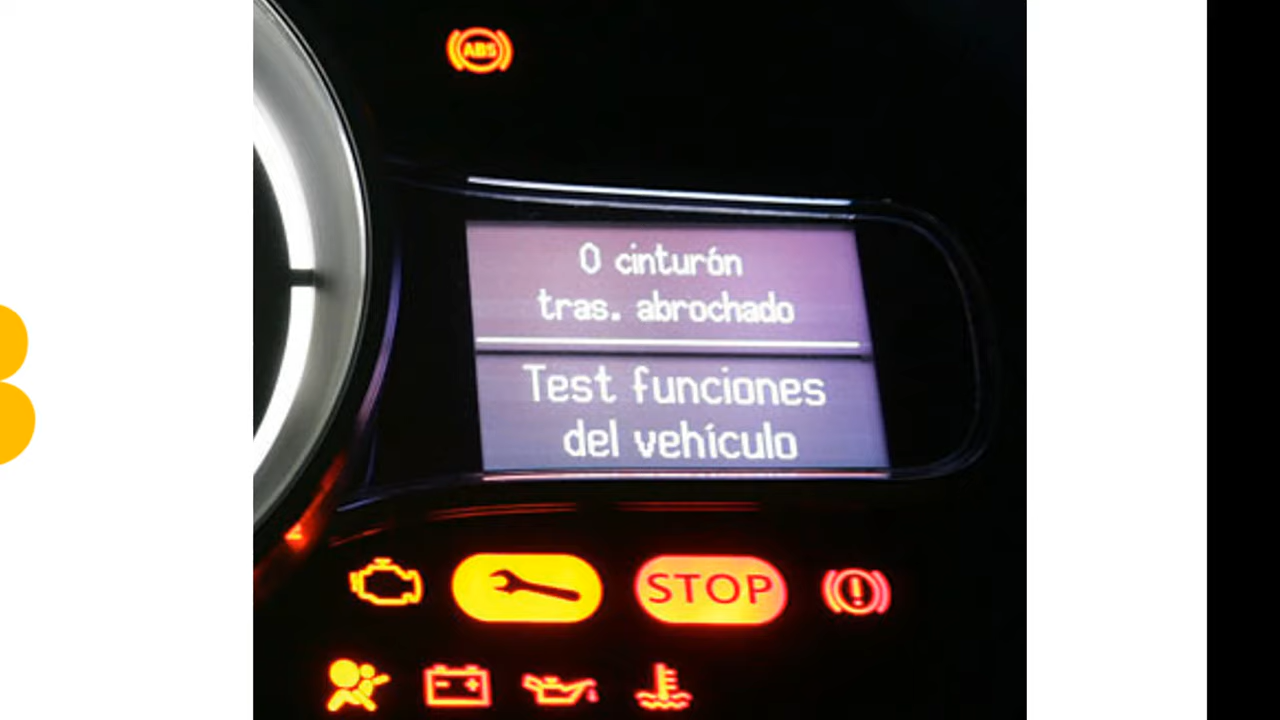 ABS
0 cinturón
tras. abrochado
Test funciones
del vehículo
STOP